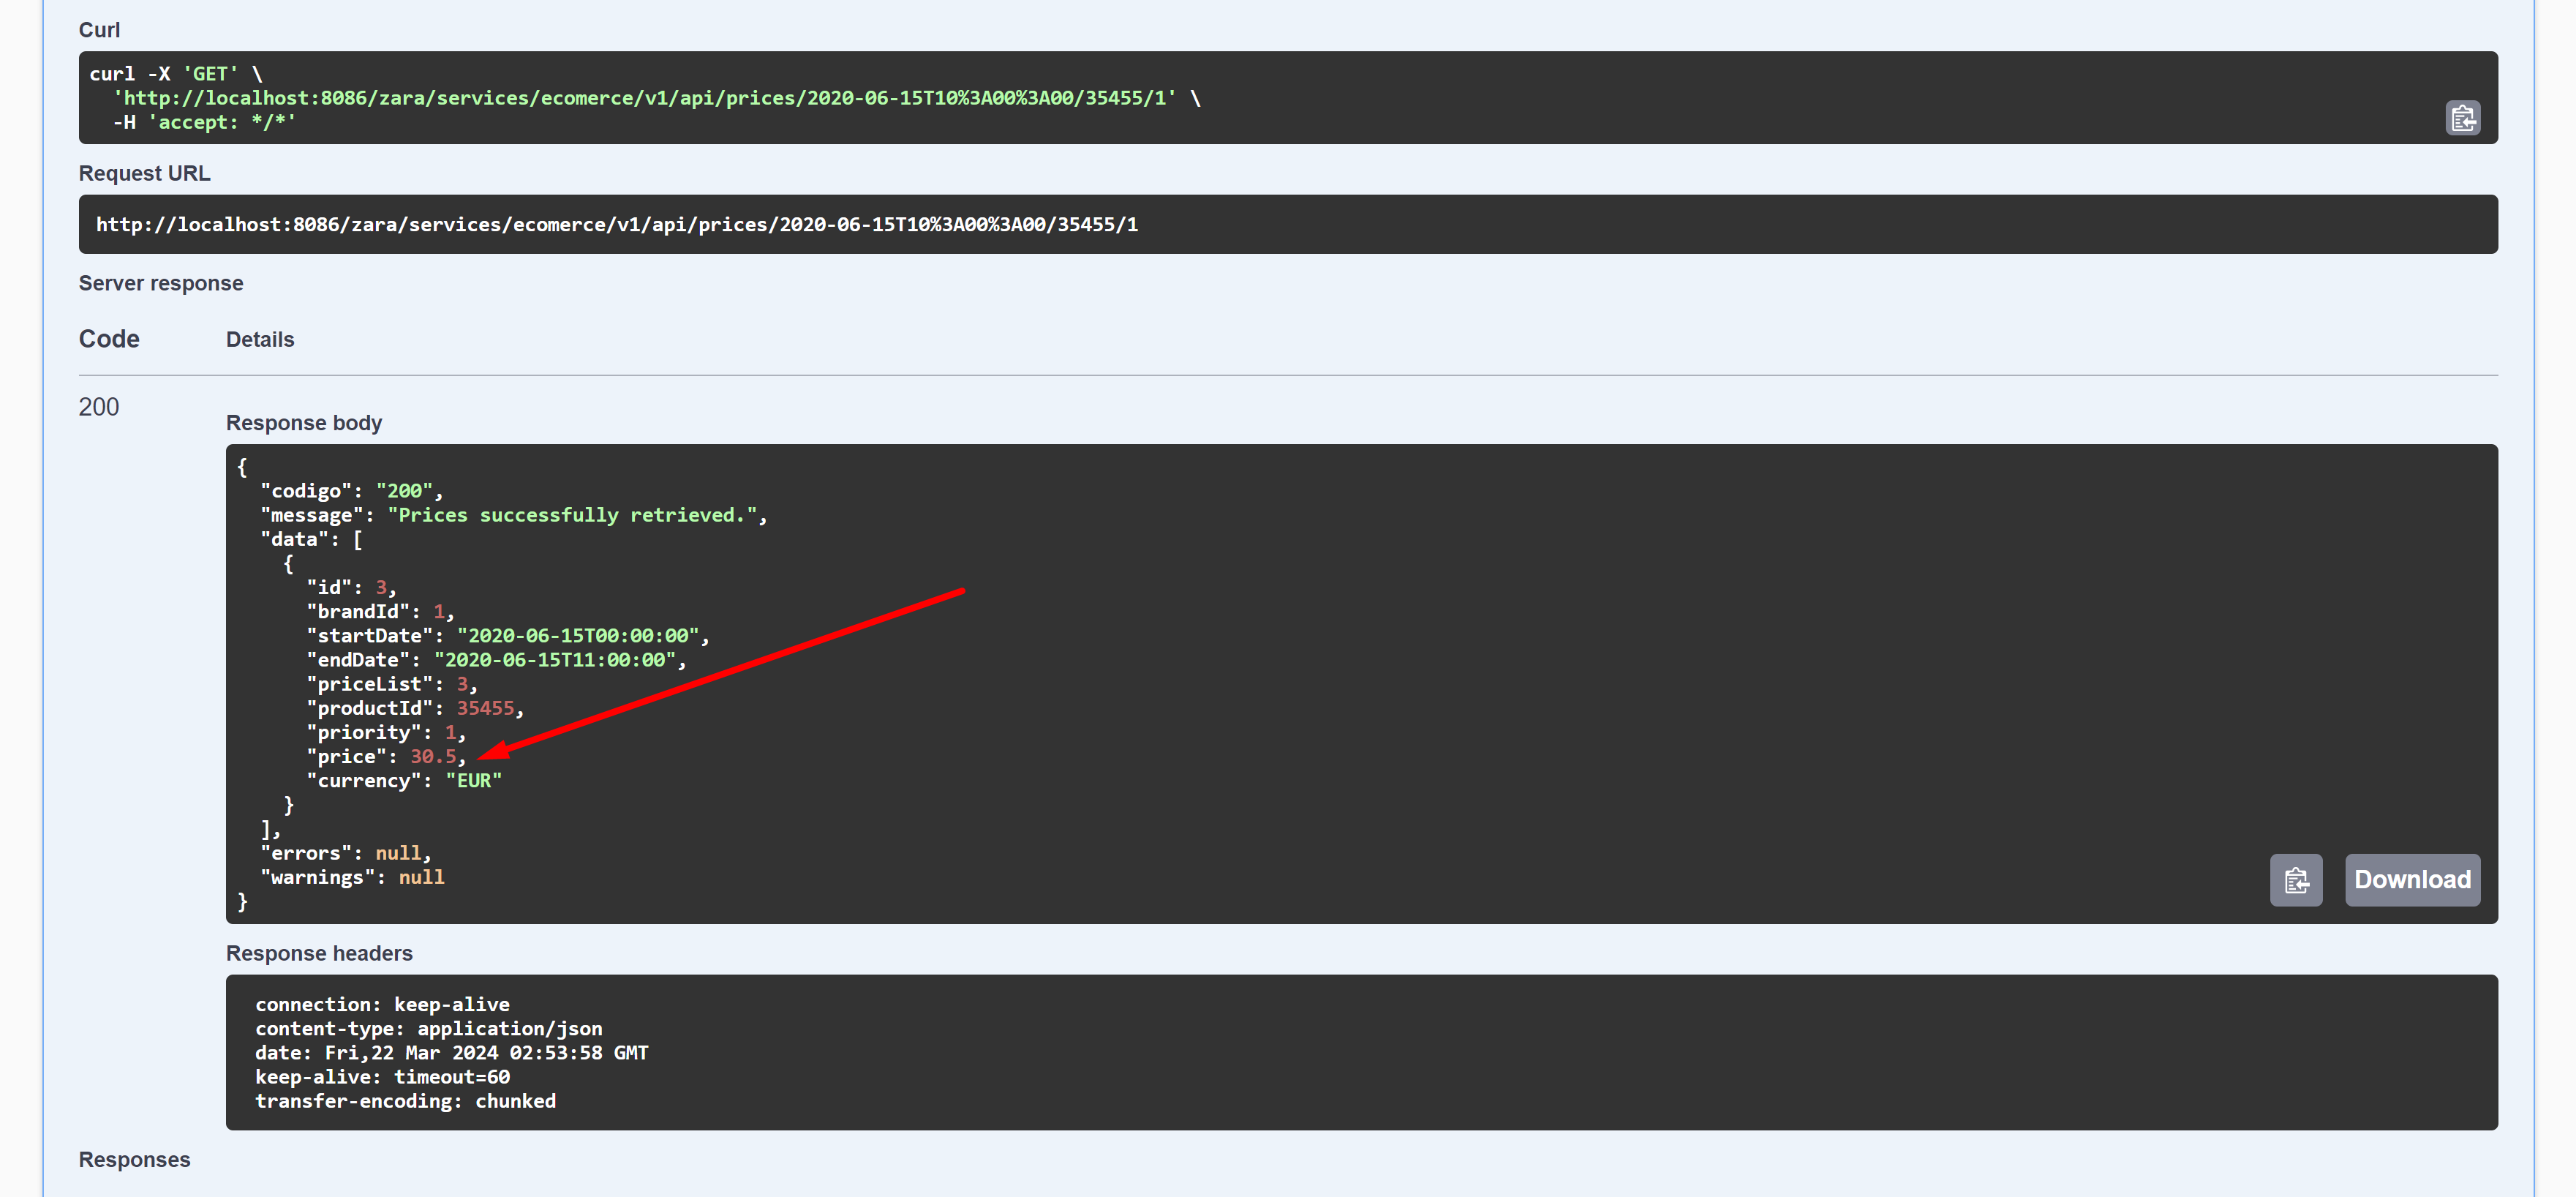 Curl
curl -X 'GET' \
  'http://localhost:8086/zara/services/ecomerce/v1/api/prices/2020-06-15T10%3A00%3A00/35455/1' \
  -H 'accept: */*'
Request URL
http://localhost:8086/zara/services/ecomerce/v1/api/prices/2020-06-15T10%3A00%3A00/35455/1
Server response
Code Details
200
Response body
{
  "codigo": "200",
  "message": "Prices successfully retrieved.",
  "data": [
    {
      "id": 3,
      "brandId": 1,
      "startDate": "2020-06-15T00:00:00",
      "endDate": "2020-06-15T11:00:00",
      "priceList": 3,
      "productId": 35455,
      "priority": 1,
      "price": 30.5,
      "currency": "EUR"
    }
  ],
  "errors": null,
  "warnings": null
}
Download
Response headers
connection: keep-alive
content-type: application/json
date: Fri,22 Mar 2024 02:53:58 GMT
keep-alive: timeout=60
transfer-encoding: chunked
Responses